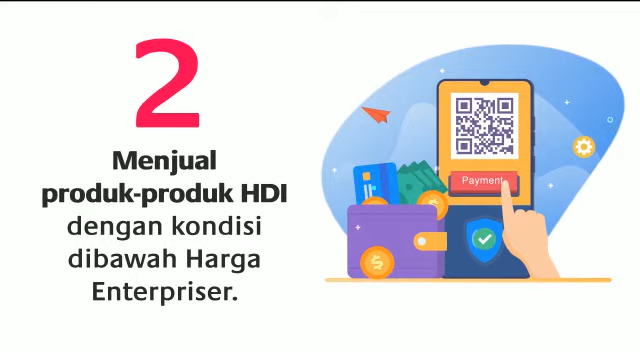 2
Menjual
produk-produk HDI
dengan kondisi
dibawah Harga
Enterpriser.
Payment